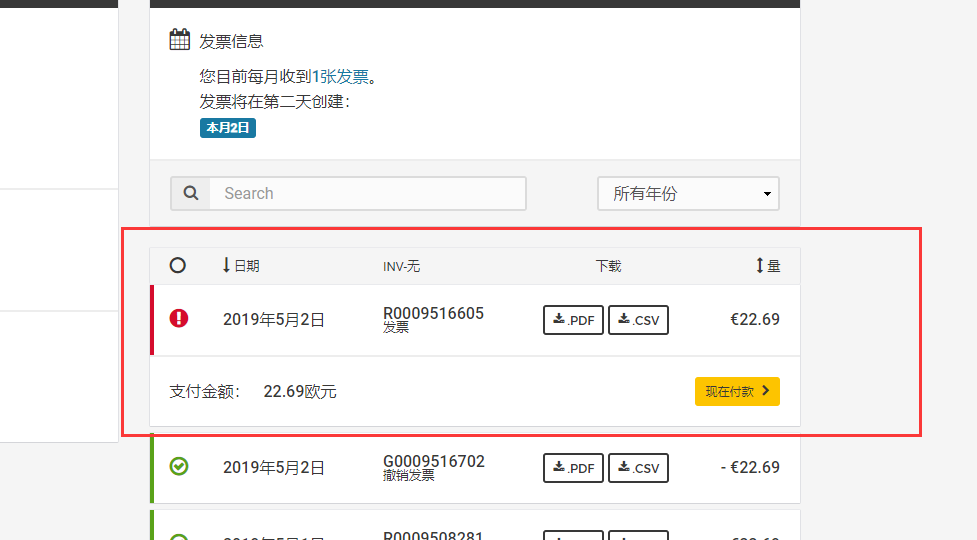 发票信息
您目前每月收到1张发票。
发票将在第二天创建：
本月2日
Search 所有年份
日期 INV-无 下载 量
2019年5月2日 R0009516605 .PDF .CSV €22.69
发票
支付金额： 22.69欧元 现在付款
2019年5月2日 G0009516702 .PDF .CSV - €22.69
撤销发票
R0009508281